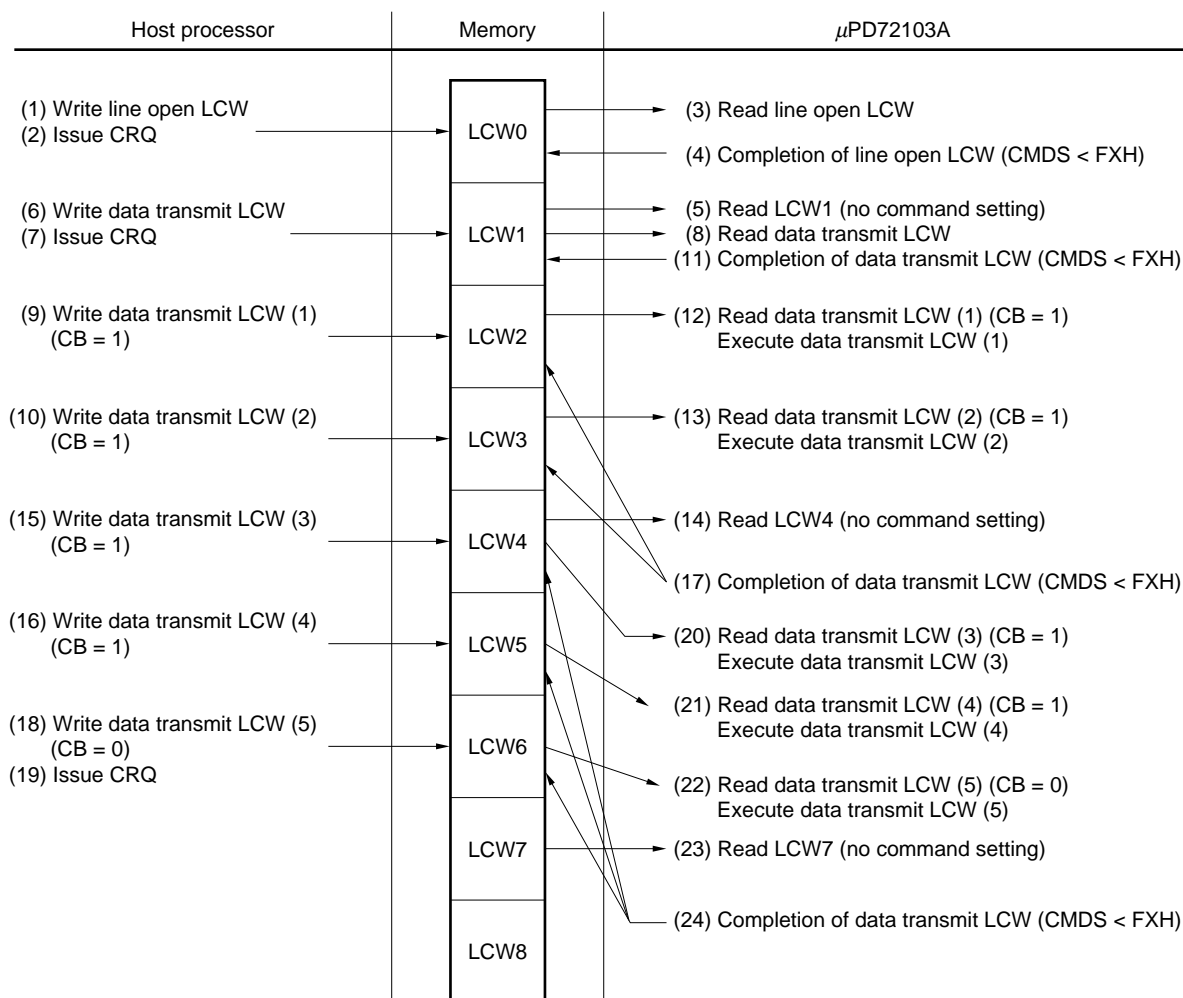 Host processor
Memory
μPD72103A
(1) Write line open LCW
(2) Issue CRQ
LCW0
(3) Read line open LCW
(4) Completion of line open LCW (CMDS < FXH)
(6) Write data transmit LCW
(7) Issue CRQ
LCW1
(5) Read LCW1 (no command setting)
(8) Read data transmit LCW
(11) Completion of data transmit LCW (CMDS < FXH)
(9) Write data transmit LCW (1)
(CB = 1)
LCW2
(12) Read data transmit LCW (1) (CB = 1)
Execute data transmit LCW (1)
(10) Write data transmit LCW (2)
(CB = 1)
LCW3
(13) Read data transmit LCW (2) (CB = 1)
Execute data transmit LCW (2)
(15) Write data transmit LCW (3)
(CB = 1)
LCW4
(14) Read LCW4 (no command setting)
(17) Completion of data transmit LCW (CMDS < FXH)
(16) Write data transmit LCW (4)
(CB = 1)
LCW5
(20) Read data transmit LCW (3) (CB = 1)
Execute data transmit LCW (3)
(21) Read data transmit LCW (4) (CB = 1)
Execute data transmit LCW (4)
(18) Write data transmit LCW (5)
(CB = 0)
(19) Issue CRQ
LCW6
(22) Read data transmit LCW (5) (CB = 0)
Execute data transmit LCW (5)
LCW7
(23) Read LCW7 (no command setting)
(24) Completion of data transmit LCW (CMDS < FXH)
LCW8